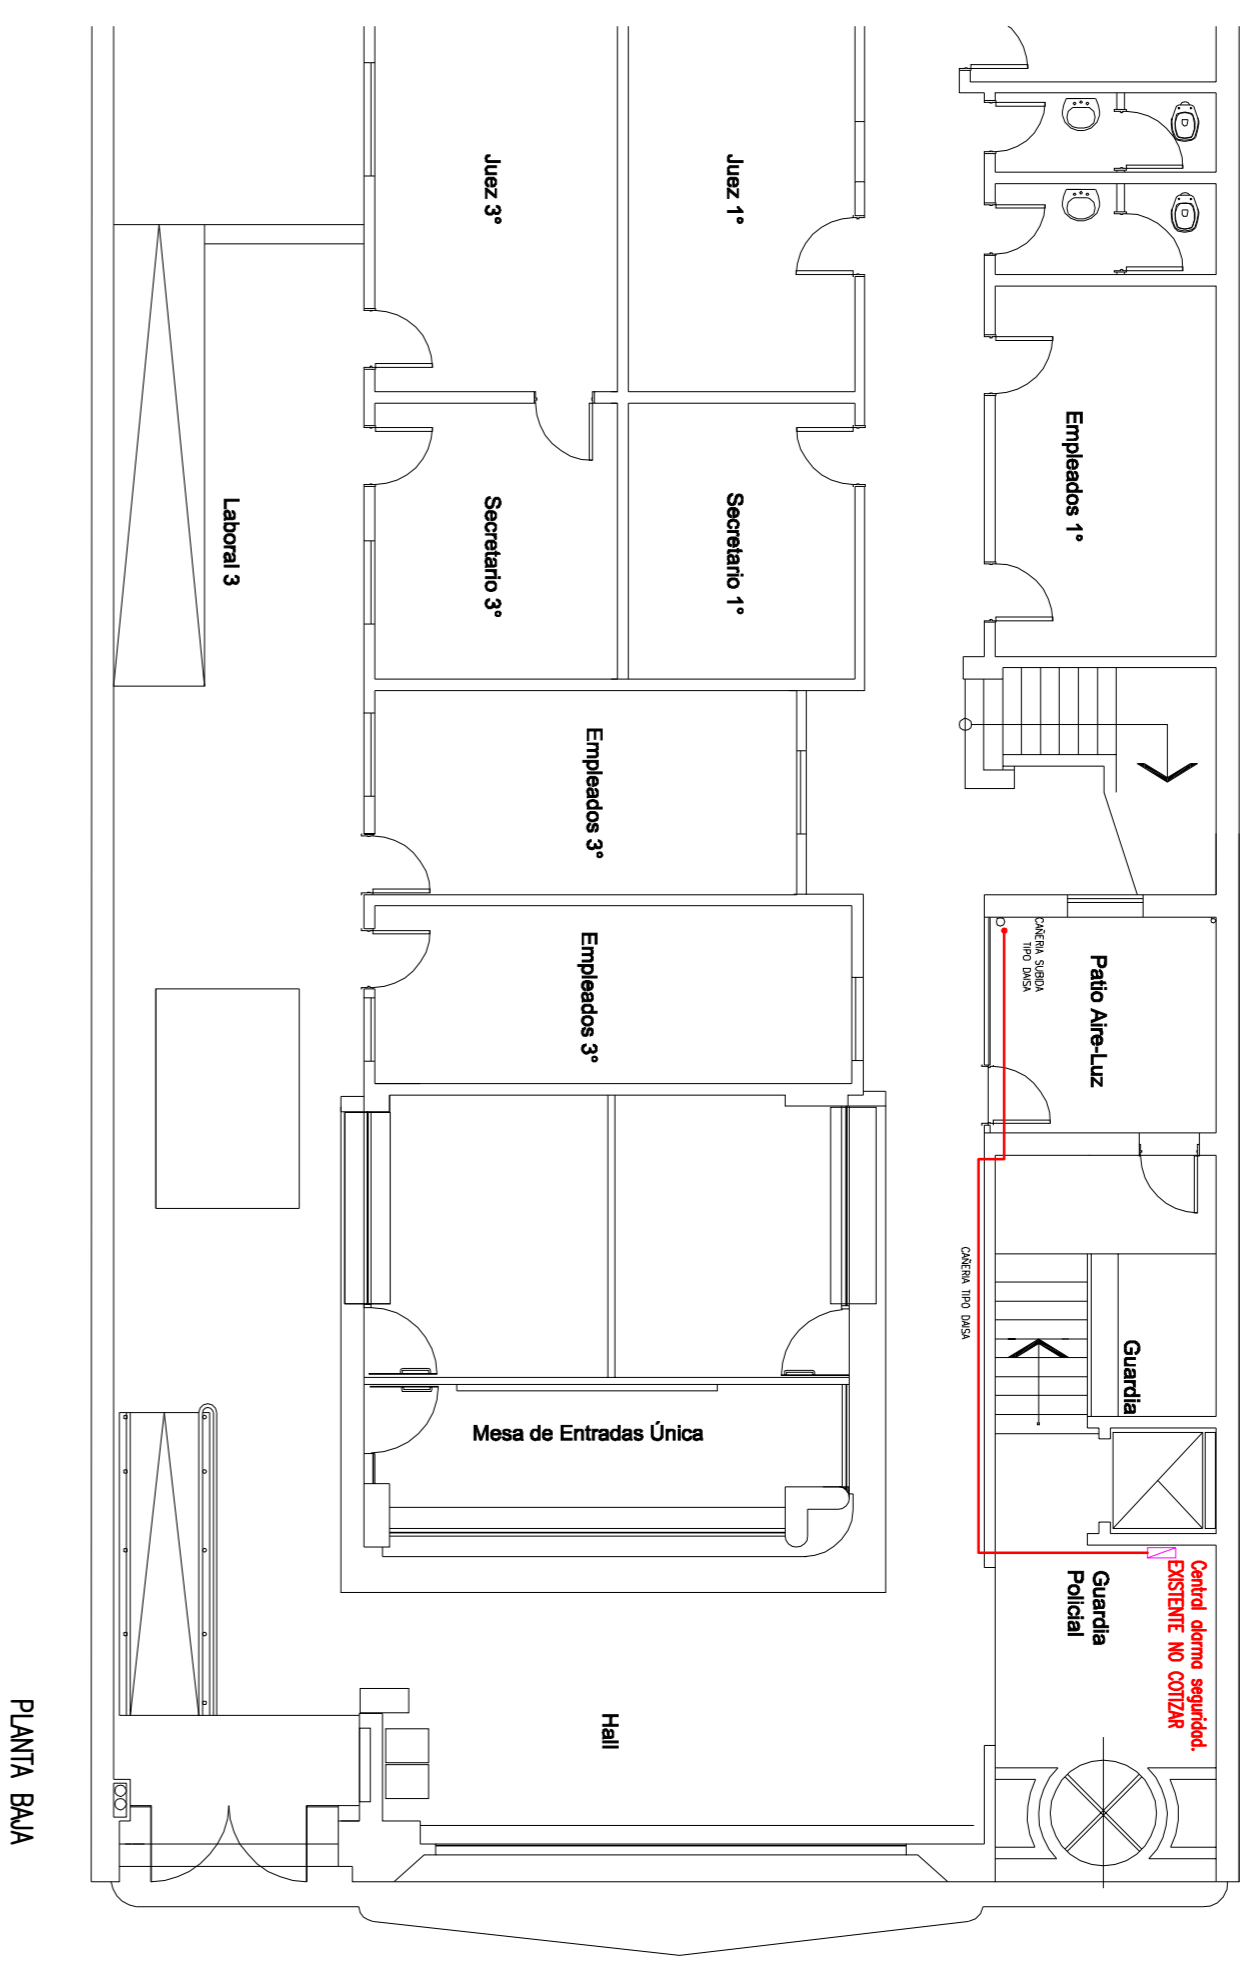 Juez 3°
Juez 1°
Empleados 1°
Laboral 3
Secretario 3°
Secretario 1°
Empleados 3°
Empleados 3°
CAÑERIA SUBIDA
TIPO DAISA
Patio Aire-Luz
CAÑERIA TIPO DAISA
Guardia
Mesa de Entradas Única
Central alarma seguridad.
EXISTENTE NO COTIZAR
Guardia
Policial
Hall
PLANTA BAJA